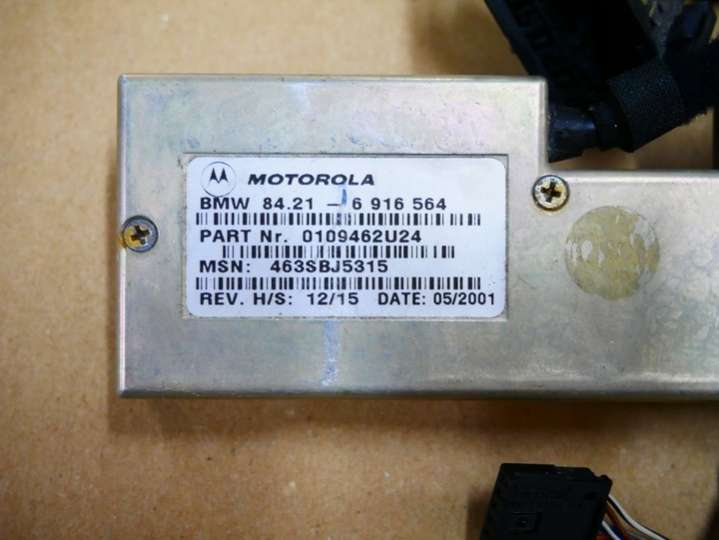 MOTOROLA
BMW 84.21 - 6 916 564
PART Nr. 0109462U24
MSN: 463SBJ5315
REV. H/S: 12/15 DATE: 05/2001